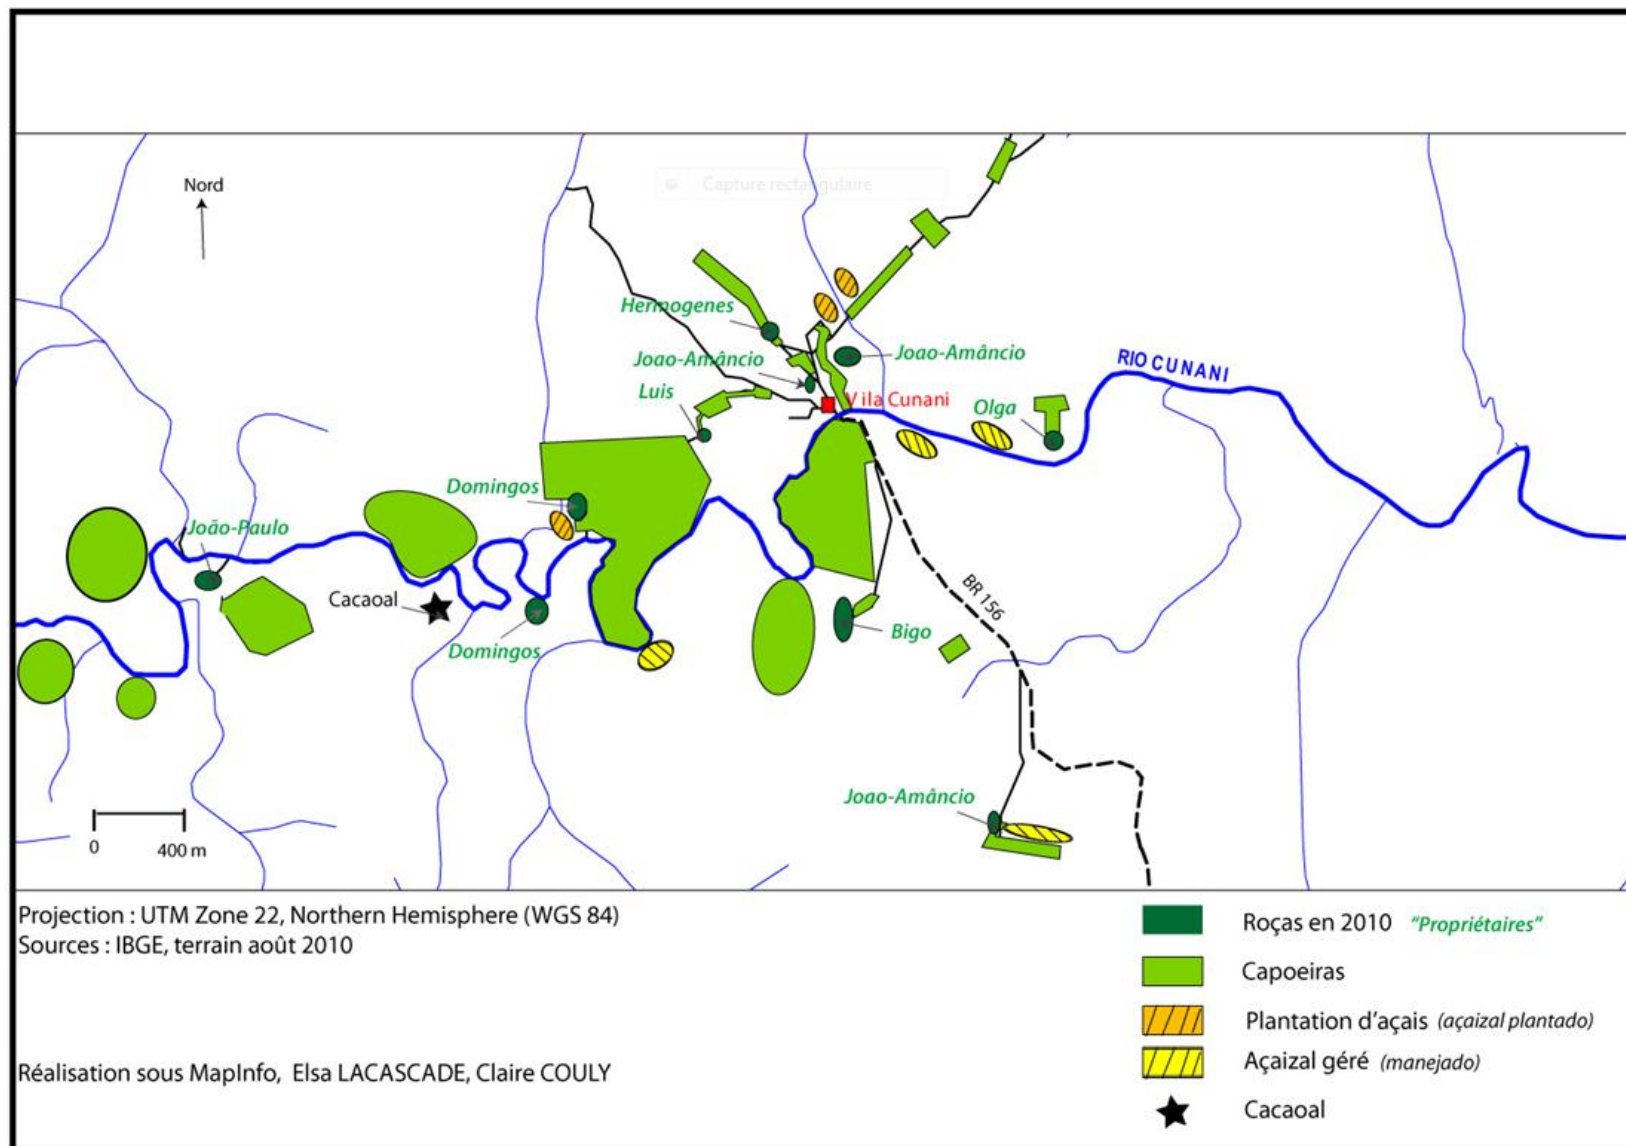 Nord
Capture rectangulaire
Hermogenes
Joao-Amâncio
Joao-Amâncio
Luis
Vila Cunani
Olga
RIO CUNANI
Domingos
João-Paulo
Cacaoal
Domingos
Bigo
BR 156
Joao-Amâncio
0 400 m
Projection : UTM Zone 22, Northern Hemisphere (WGS 84)
Sources : IBGE, terrain août 2010
Réalisation sous MapInfo, Elsa LACASCADE, Claire COULY
Roças en 2010 "Propriétaires"
Capoeiras
Plantation d'açais (açaizal plantado)
Açaizal géré (manejado)
Cacaoal